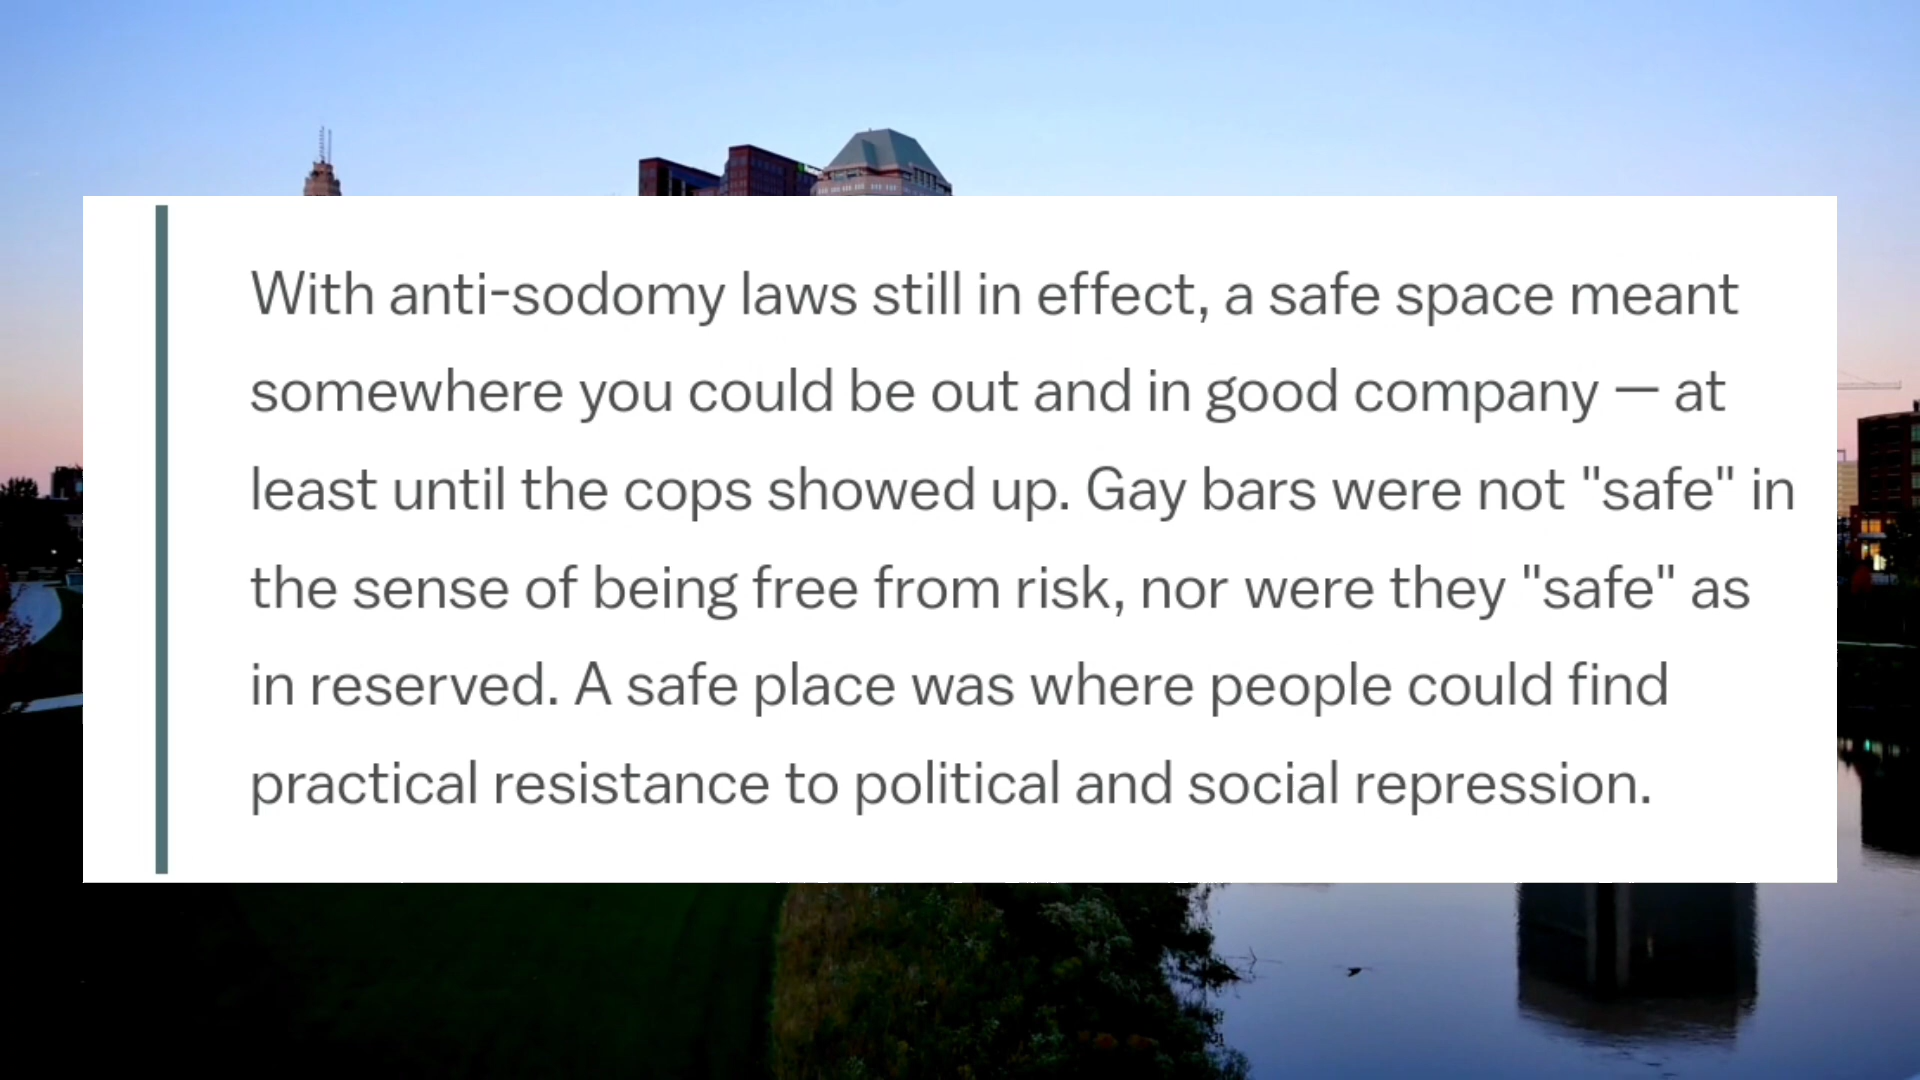 With anti-sodomy laws still in effect, a safe space meant
somewhere you could be out and in good company — at
least until the cops showed up. Gay bars were not "safe" in
the sense of being free from risk, nor were they "safe" as
in reserved. A safe place was where people could find
practical resistance to political and social repression.